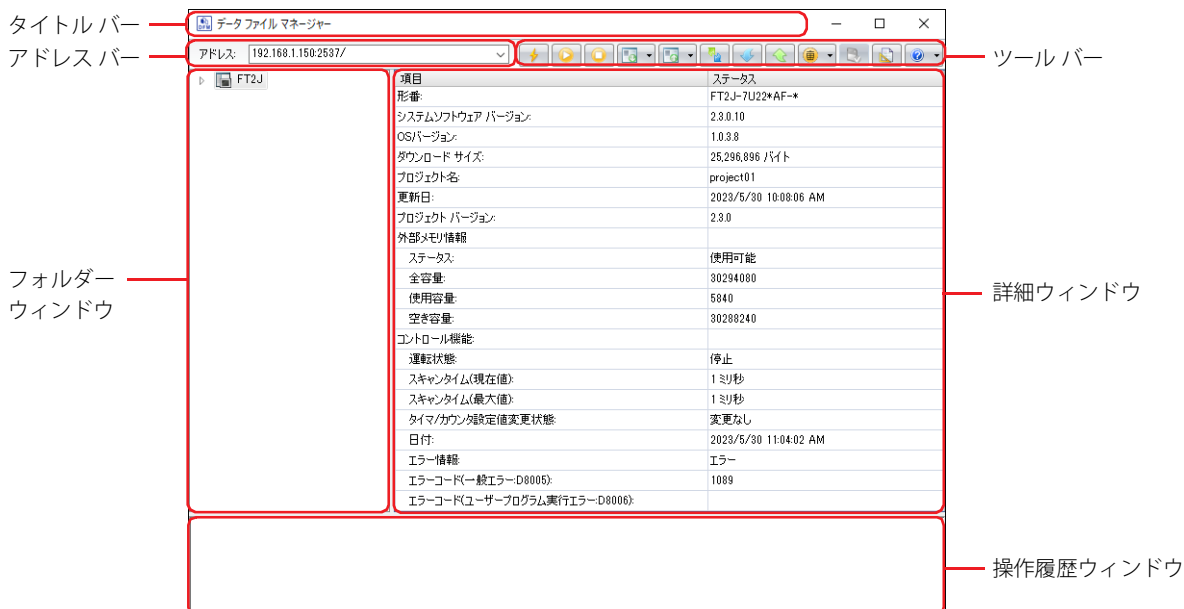 タイトル バー
データ ファイル マネージャー
アドレス バー
アドレス: 192.168.1.150:2537/
ツール バー
FT2J
項目 ステータス
形番: FT2J-7U22*AF-*
システムソフトウェア バージョン: 2.3.0.10
OSバージョン: 1.0.3.8
ダウンロード サイズ: 25,296,896 バイト
プロジェクト名: project01
更新日: 2023/5/30 10:08:06 AM
プロジェクト バージョン: 2.3.0
外部メモリ情報
ステータス: 使用可能
全容量: 30294080
使用容量: 5840
空き容量: 30288240
コントロール機能:
運転状態: 停止
スキャンタイム(現在値): 1 ミリ秒
スキャンタイム(最大値): 1 ミリ秒
タイマ/カウンタ設定値変更状態: 変更なし
日付: 2023/5/30 11:04:02 AM
エラー情報: エラー
エラーコード(一般エラー:D8005): 1089
エラーコード(ユーザープログラム実行エラー:D8006):
フォルダー
ウィンドウ
詳細ウィンドウ
操作履歴ウィンドウ